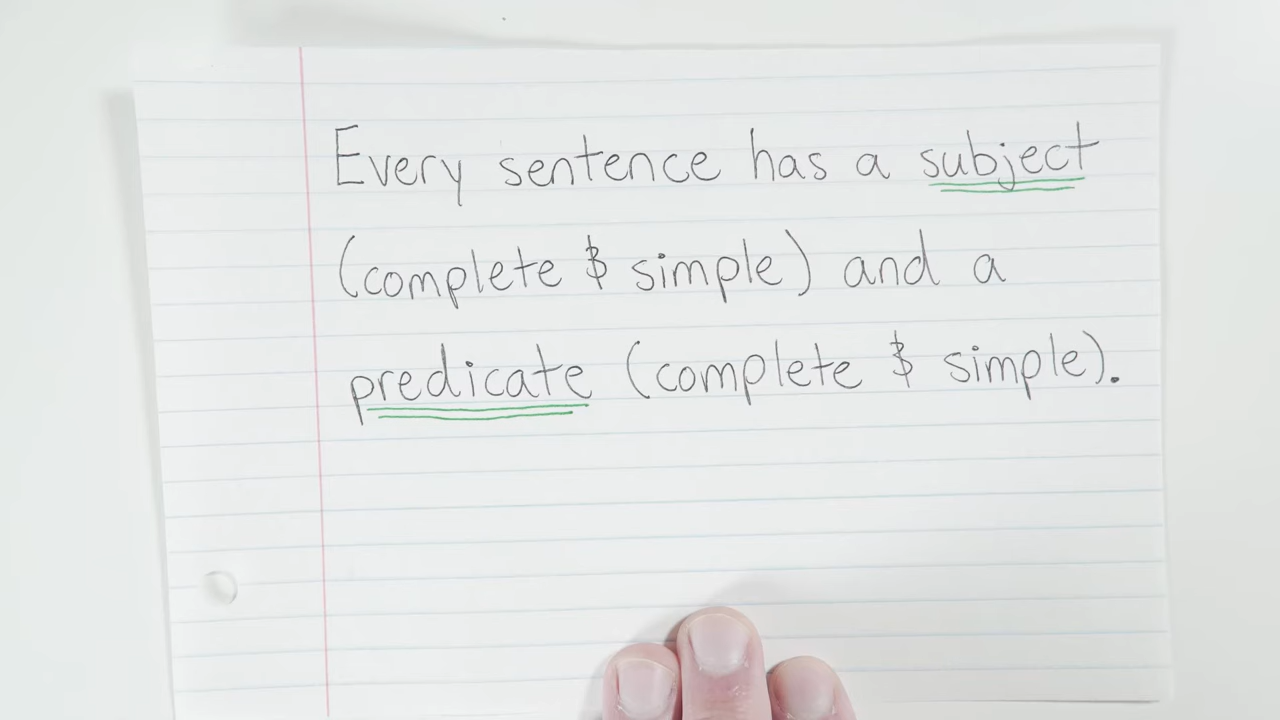 Every sentence has a subject
(complete & simple) and a
predicate (complete & simple).